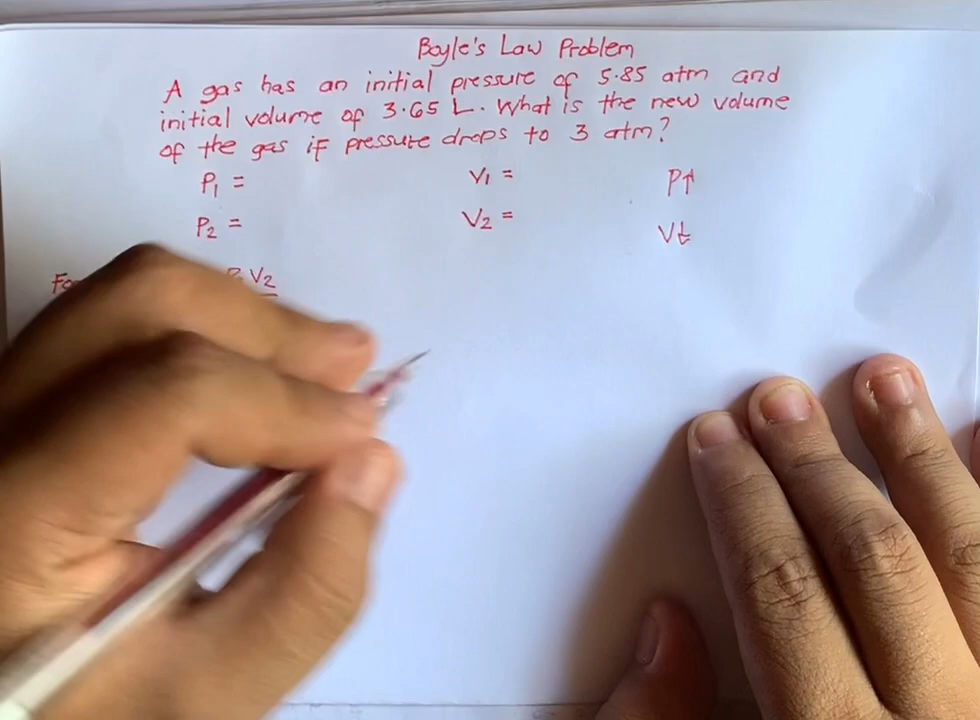 Boyle's Law Problem
A gas has an initial pressure of 5.85 atm and
initial volume of 3.65 L. What is the new volume
of the gas if pressure drops to 3 atm?
P₁ = V₁ = P↑
P₂ = V₂ = V↓
V₂